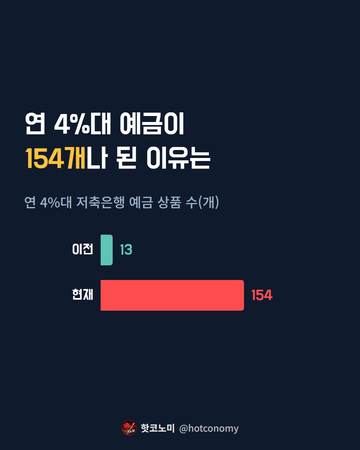 연 4%대 예금이
154개나 된 이유는
연 4%대 저축은행 예금 상품 수(개)
이전 13
현재 154
핫코노미 @hotconomy